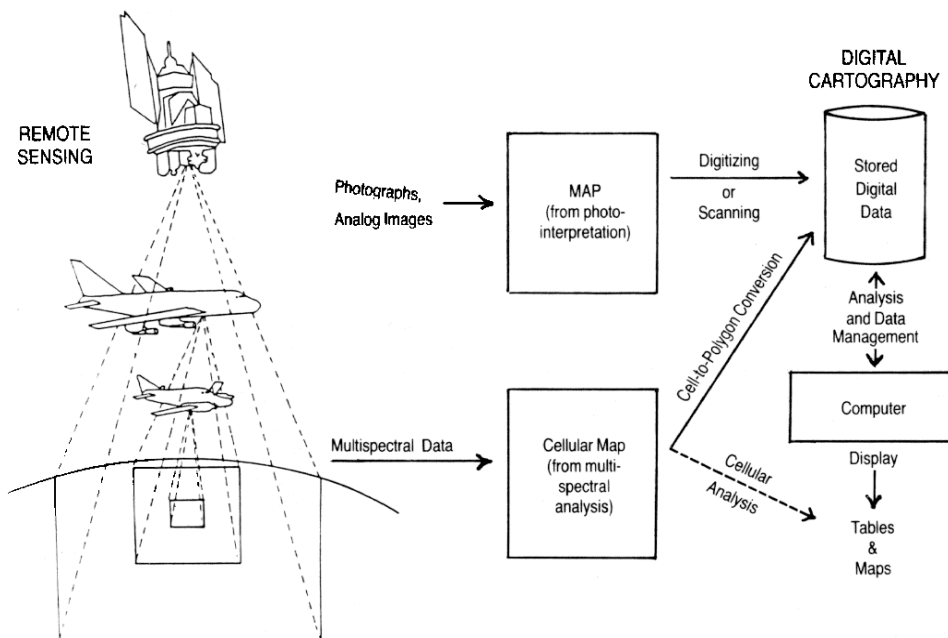 REMOTE
SENSING
Photographs,
Analog Images
MAP
(from photo-
interpretation)
Digitizing
or
Scanning
DIGITAL
CARTOGRAPHY
Stored
Digital
Data
Cell-to-Polygon Conversion
Analysis
and Data
Management
Computer
Multispectral Data
Cellular Map
(from multi-
spectral
analysis)
Cellular
Analysis
Display
Tables
&
Maps